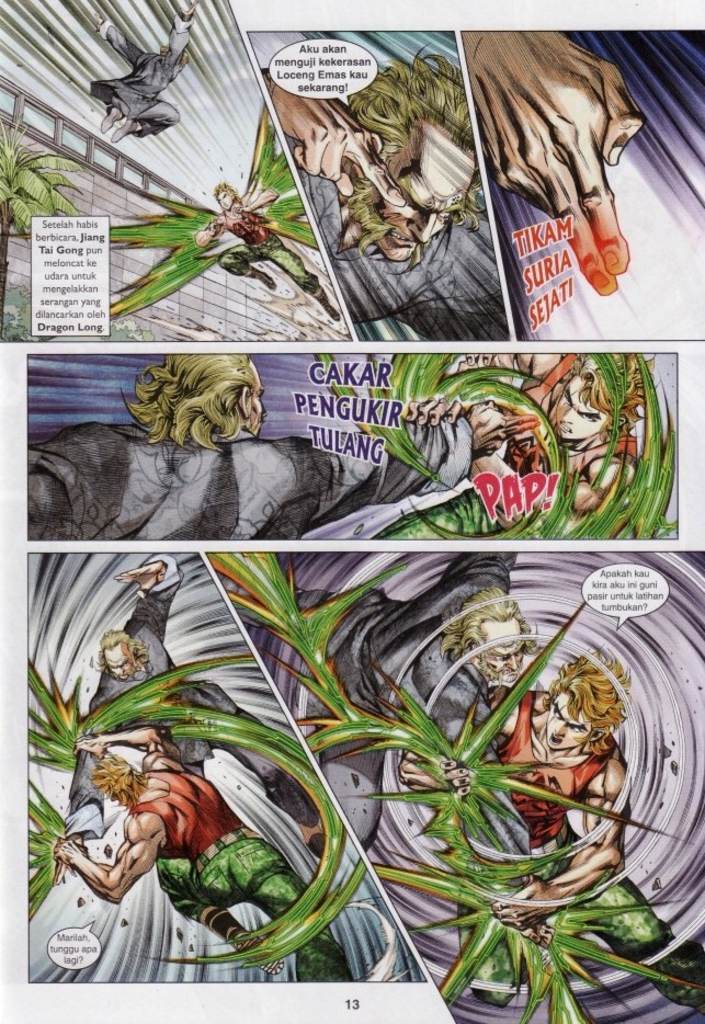 Setelah habis
berbicara, Jiang
Tai Gong pun
meloncat ke
udara untuk
mengelakkan
serangan yang
dilancarkan oleh
Dragon Long.
Aku akan
menguji kekerasan
Loceng Emas kau
sekarang!
TIKAM
SURIA
SEJATI
CAKAR
PENGUKIR
TULANG
PAP!
Marilah,
tunggu apa
lagi?
Apakah kau
kira aku ini guni
pasir untuk latihan
tumbukan?
13